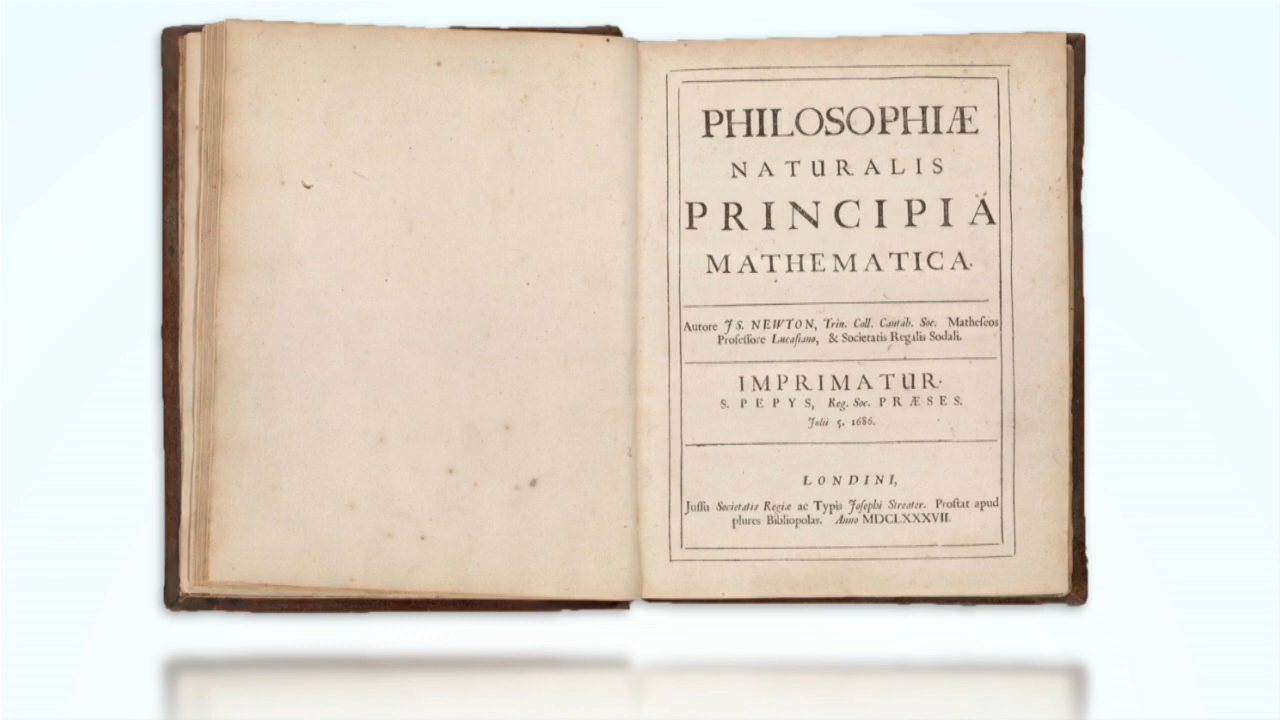 PHILOSOPHIÆ
NATURALIS
PRINCIPIA
MATHEMATICA.
Autore JS. NEWTON, Trin. Coll. Cantab. Soc. Matheseos
Professore Lucasiano, & Societatis Regalis Sodali.
IMPRIMATUR·
S. PEPYS, Reg. Soc. PRÆSES.
Julii 5. 1686.
LONDINI,
Jussu Societatis Regiæ ac Typis Josephi Streater. Prostat apud
plures Bibliopolas. Anno MDCLXXXVII.